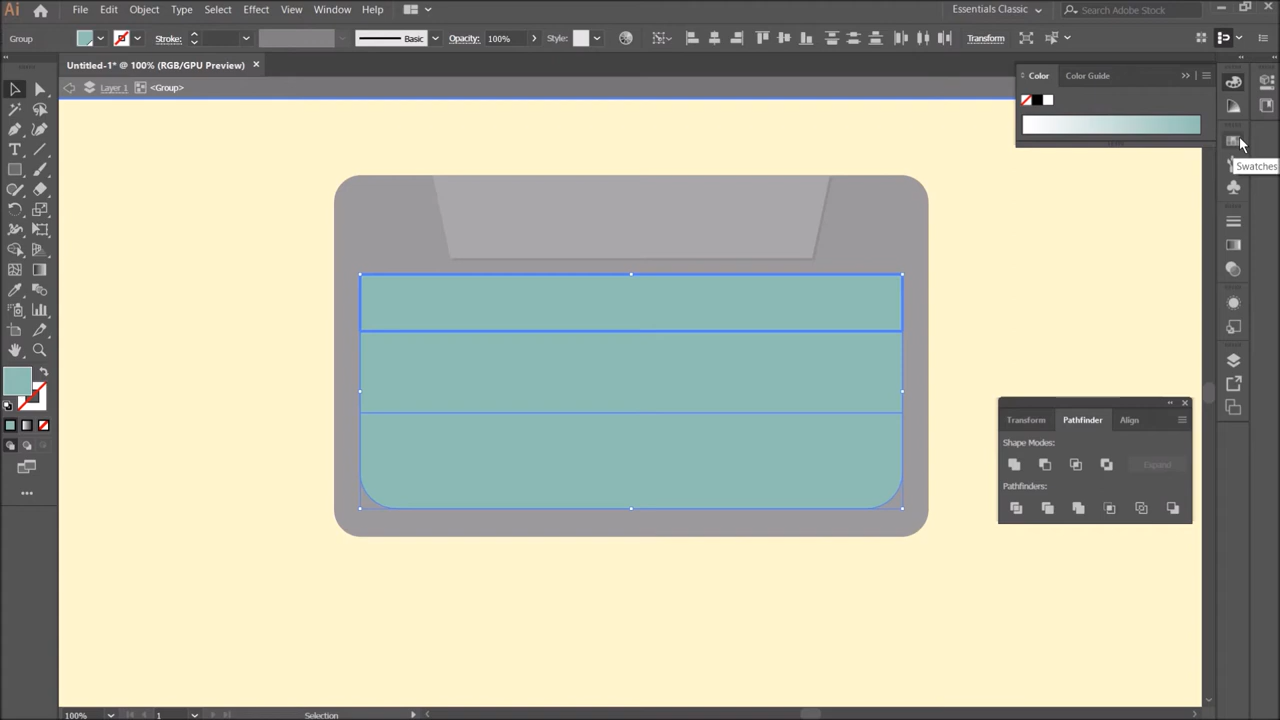 Ai File Edit Object Type Select Effect View Window Help Essentials Classic Search Adobe Stock
Group Stroke: Basic Opacity: 100% Style: Transform
Untitled-1* @ 100% (RGB/GPU Preview)
Layer 1 <Group>
Color Color Guide
Swatches
Transform Pathfinder Align
Shape Modes:
Expand
Pathfinders:
100% 1 Selection